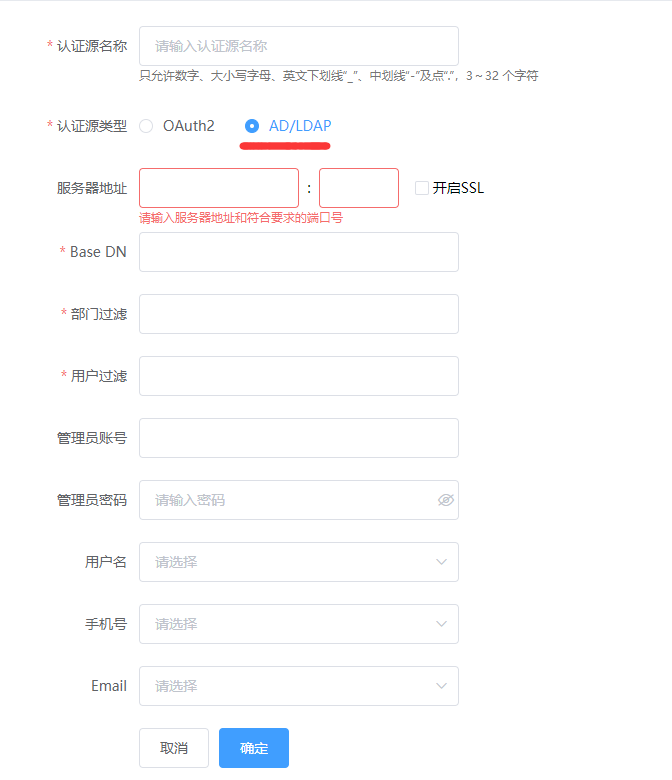 * 认证源名称 请输入认证源名称
只允许数字、大小写字母、英文下划线“_”、中划线“-”及点“.”，3 ~ 32 个字符
* 认证源类型 OAuth2 AD/LDAP
服务器地址 : 开启SSL
请输入服务器地址和符合要求的端口号
* Base DN
* 部门过滤
* 用户过滤
管理员账号
管理员密码 请输入密码
用户名 请选择
手机号 请选择
Email 请选择
取消 确定